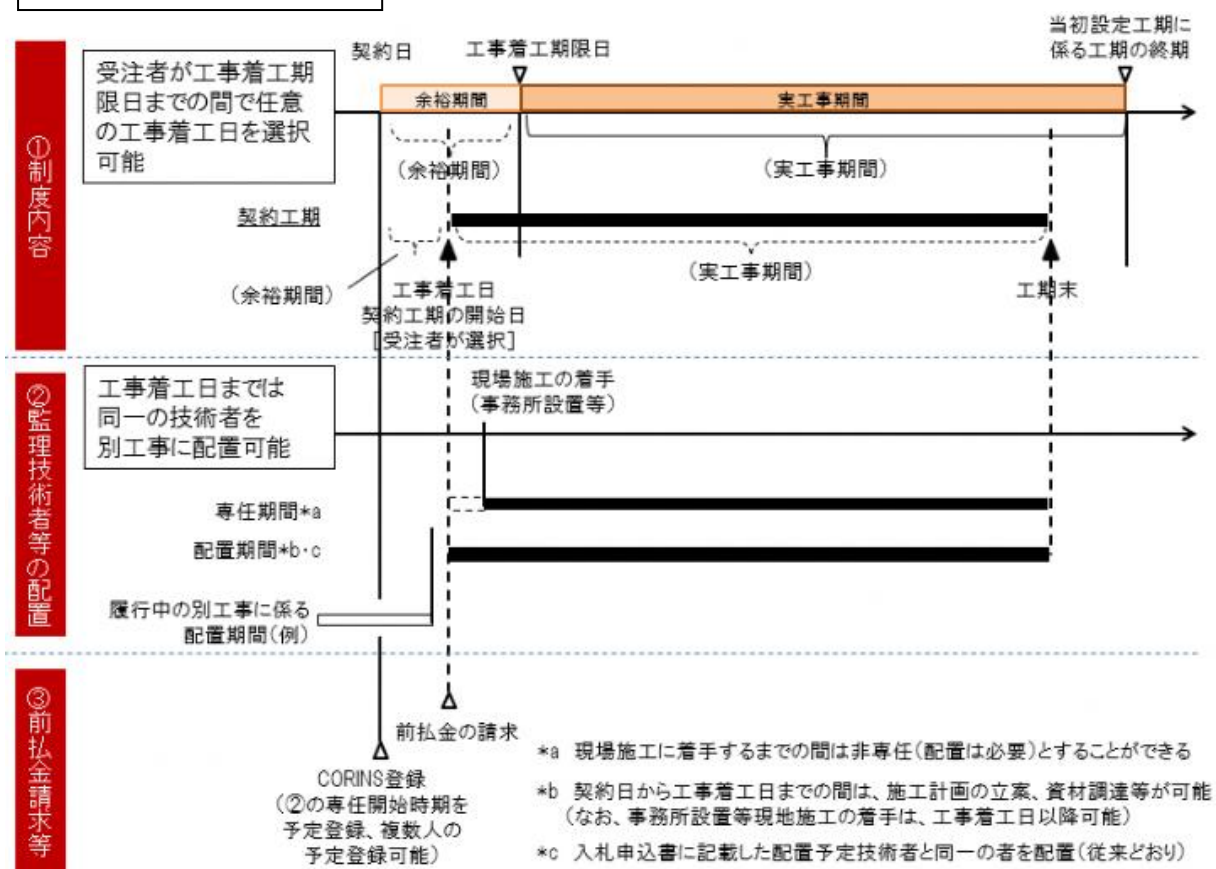 契約日
工事着工期限日
当初設定工期に
係る工期の終期
受注者が工事着工期
限日までの間で任意
の工事着工日を選択
可能
余裕期間
実工事期間
①制度内容
(余裕期間)
(実工事期間)
契約工期
(余裕期間)
(実工事期間)
工事着工日
契約工期の開始日
[受注者が選択]
工期末
②監理技術者等の配置
工事着工日までは
同一の技術者を
別工事に配置可能
現場施工の着手
(事務所設置等)
専任期間*a
配置期間*b・c
履行中の別工事に係る
配置期間(例)
③前払金請求等
前払金の請求
CORINS登録
(②の専任開始時期を
予定登録、複数人の
予定登録可能)
*a 現場施工に着手するまでの間は非専任(配置は必要)とすることができる
*b 契約日から工事着工日までの間は、施工計画の立案、資材調達等が可能
(なお、事務所設置等現地施工の着手は、工事着工日以降可能)
*c 入札申込書に記載した配置予定技術者と同一の者を配置(従来どおり)